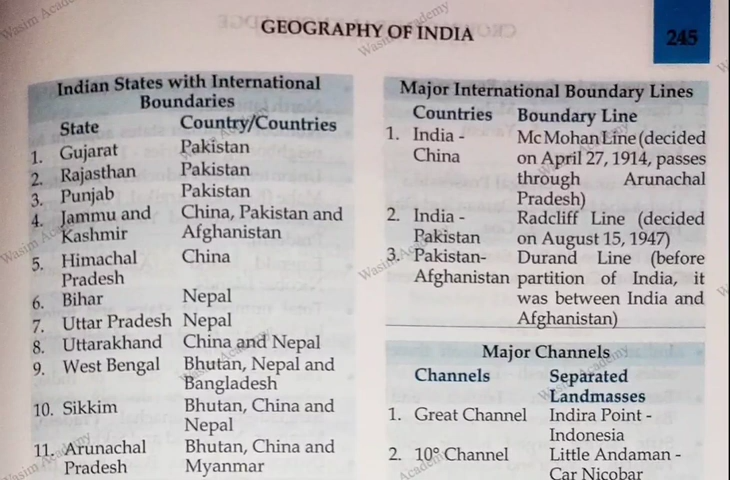 GEOGRAPHY OF INDIA
245
Indian States with International
Boundaries
State Country/Countries
1. Gujarat Pakistan
2. Rajasthan Pakistan
3. Punjab Pakistan
4. Jammu and China, Pakistan and
Kashmir Afghanistan
5. Himachal China
Pradesh
6. Bihar Nepal
7. Uttar Pradesh Nepal
8. Uttarakhand China and Nepal
9. West Bengal Bhutan, Nepal and
Bangladesh
10. Sikkim Bhutan, China and
Nepal
11. Arunachal Bhutan, China and
Pradesh Myanmar
Major International Boundary Lines
Countries Boundary Line
1. India - McMohan Line (decided
China on April 27, 1914, passes
through Arunachal
Pradesh)
2. India - Radcliff Line (decided
Pakistan on August 15, 1947)
3. Pakistan- Durand Line (before
Afghanistan partition of India, it
was between India and
Afghanistan)
Major Channels
Channels Separated
Landmasses
1. Great Channel Indira Point -
Indonesia
2. 10° Channel Little Andaman -
Car Nicobar
Wasim Academy